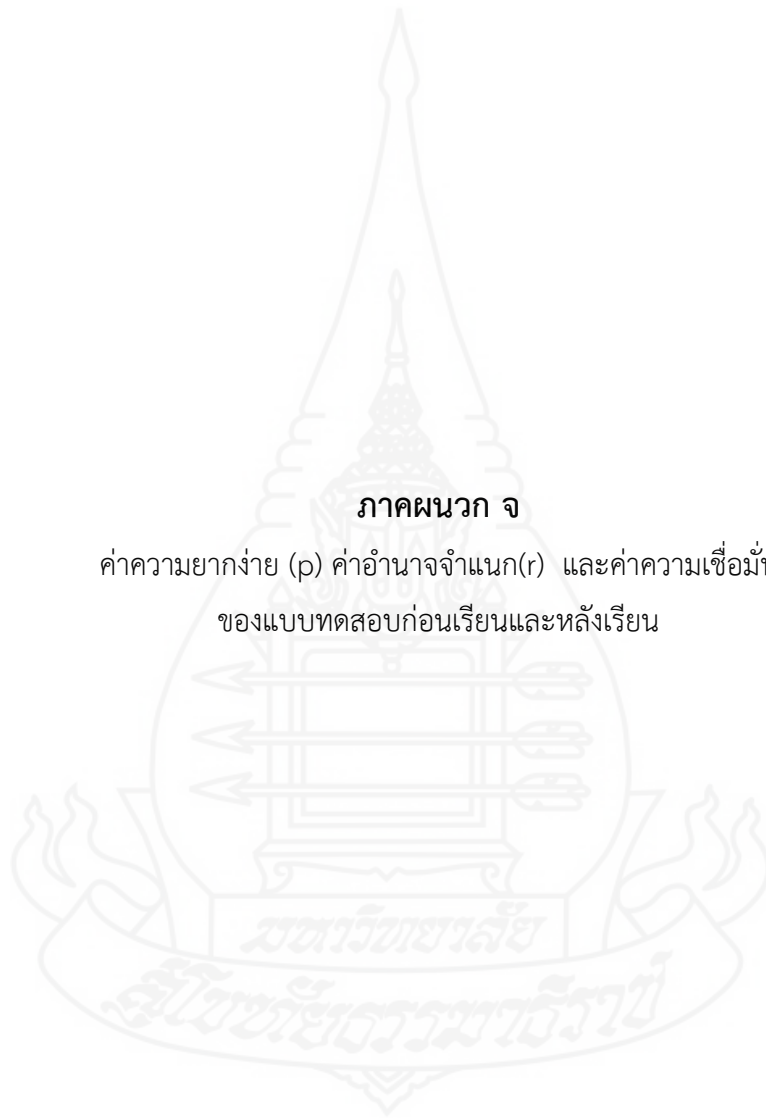 ภาคผนวก จ
ค่าความยากง่าย (p) ค่าอำนาจจำแนก(r) และค่าความเชื่อมั่
ของแบบทดสอบก่อนเรียนและหลังเรียน
มหาวิทยาลัย
สุโขทัยธรรมาธิราช